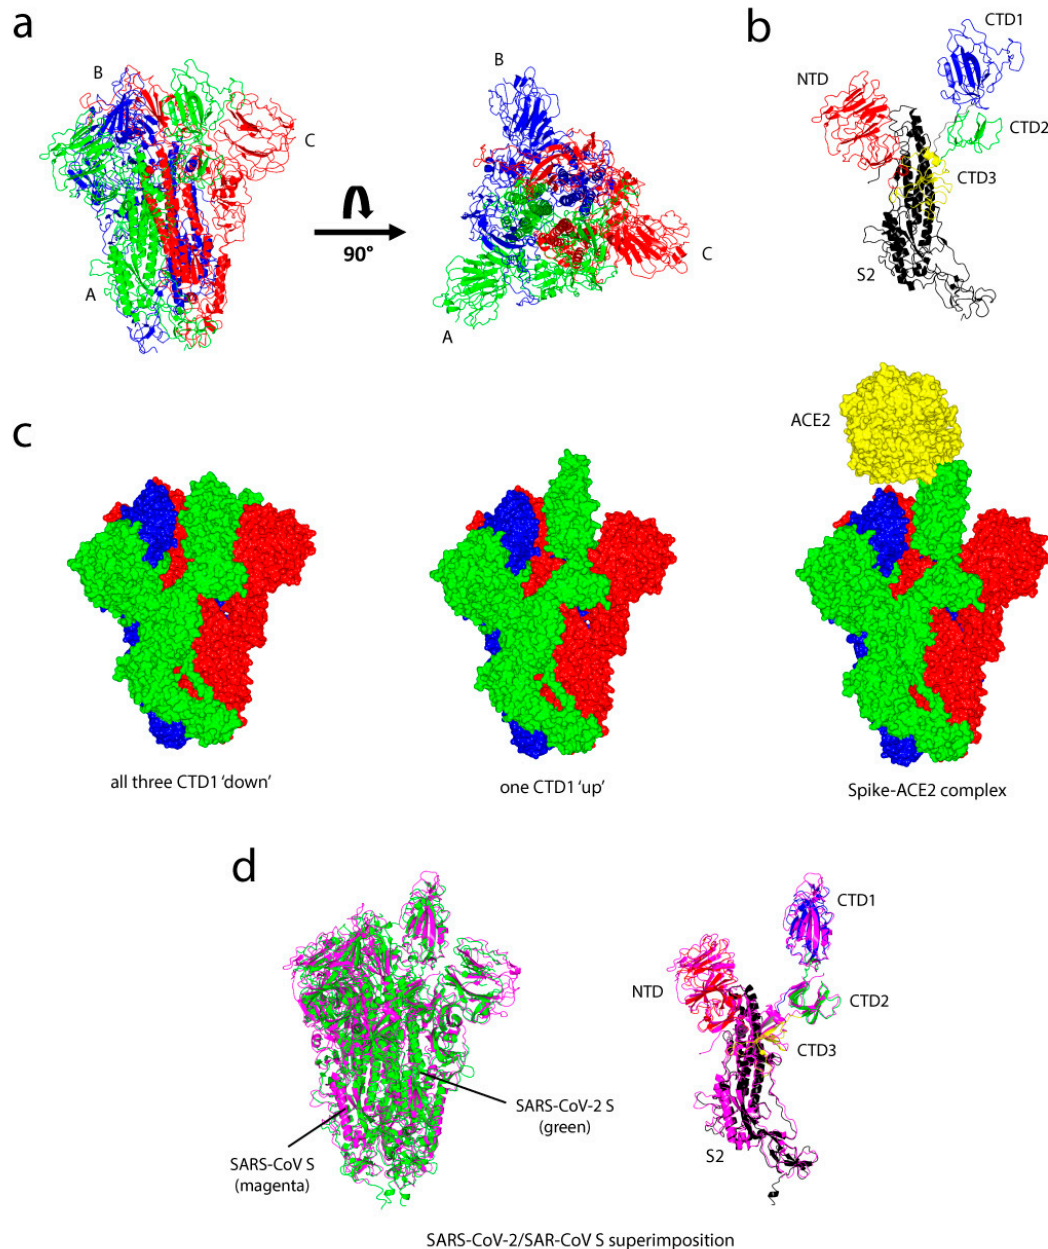 a
B
C
A
90°
B
C
A
b
CTD1
NTD
CTD2
CTD3
S2
c
ACE2
all three CTD1 'down'
one CTD1 'up'
Spike-ACE2 complex
d
SARS-CoV-2 S
(green)
SARS-CoV S
(magenta)
CTD1
NTD
CTD2
CTD3
S2
SARS-CoV-2/SAR-CoV S superimposition